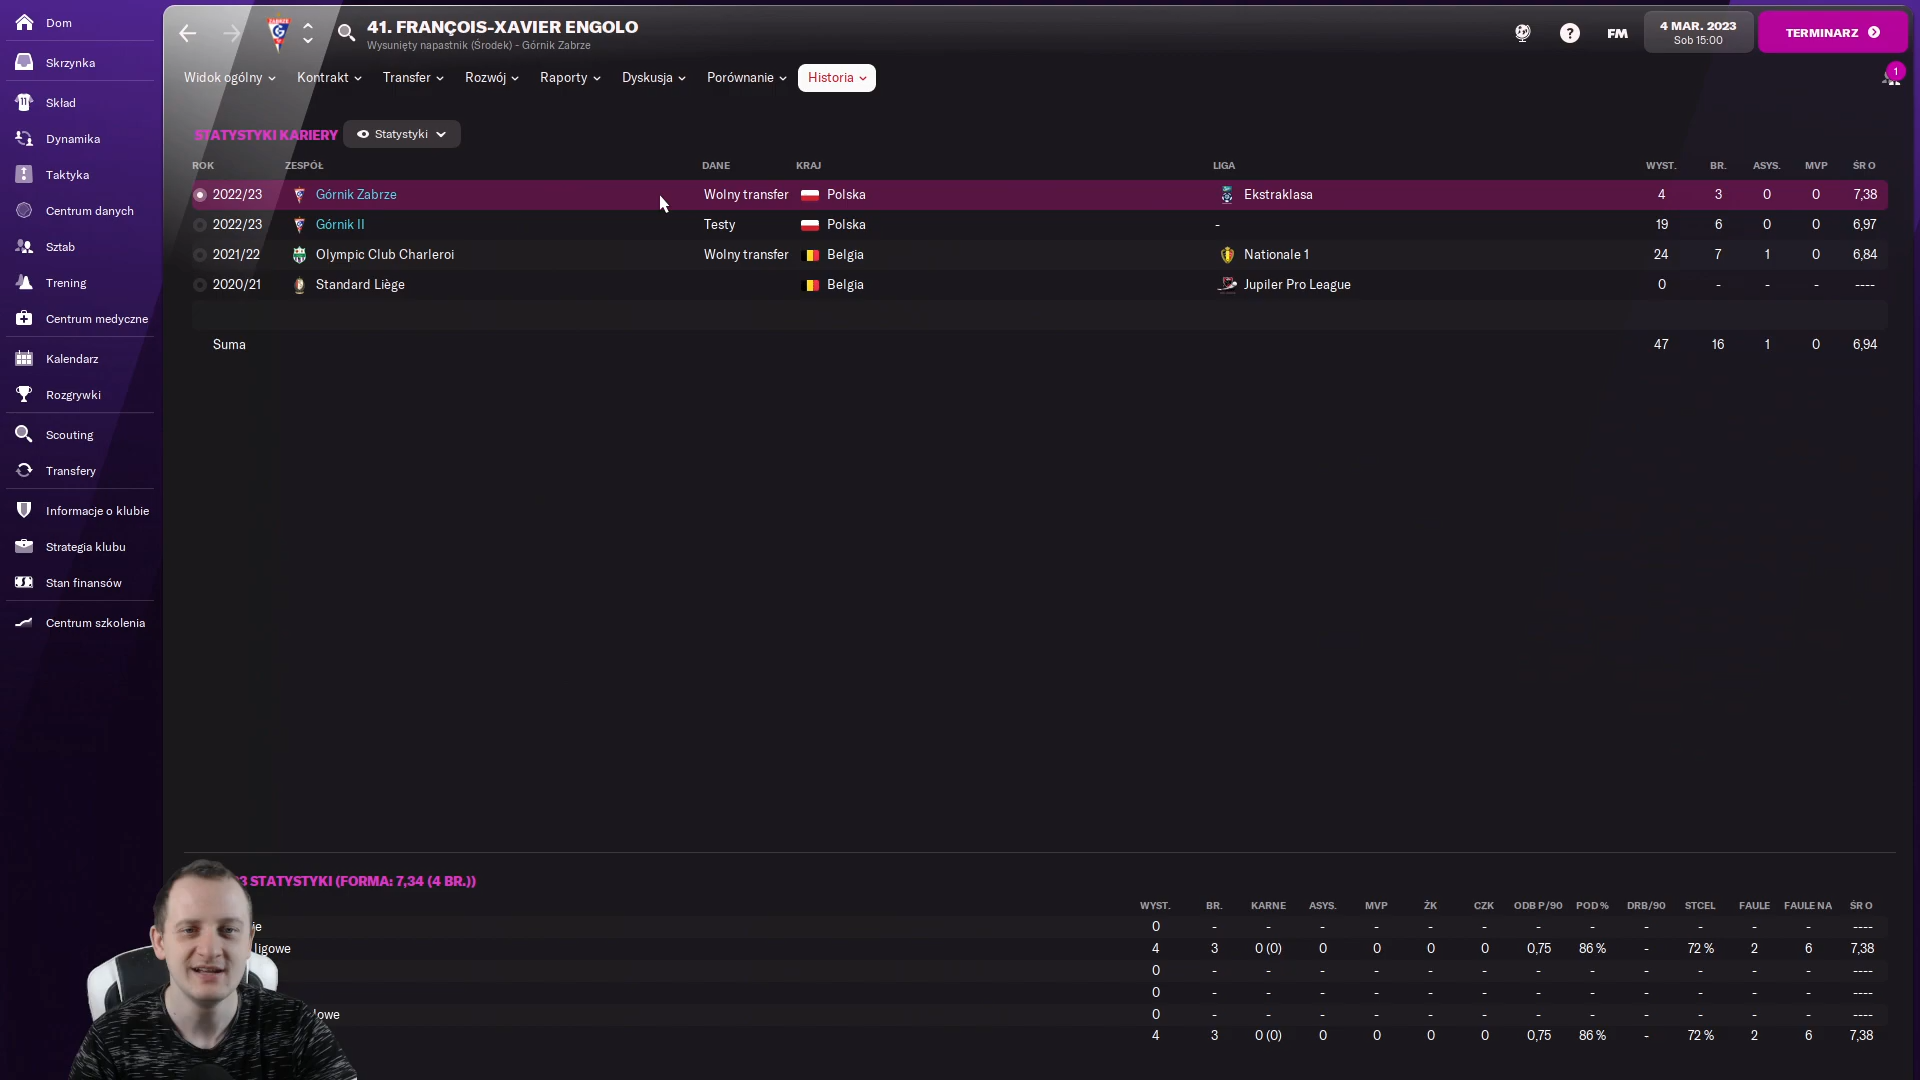 Dom
Skrzynka
Skład
Dynamika
Taktyka
Centrum danych
Sztab
Trening
Centrum medyczne
Kalendarz
Rozgrywki
Scouting
Transfery
Informacje o klubie
Strategia klubu
Stan finansów
Centrum szkolenia
41. FRANÇOIS-XAVIER ENGOLO
Wysunięty napastnik (Środek) - Górnik Zabrze
FM
4 MAR. 2023
Sob 15:00
TERMINARZ
Widok ogólny Kontrakt Transfer Rozwój Raporty Dyskusja Porównanie Historia
1
STATYSTYKI KARIERY Statystyki
ROK ZESPÓŁ DANE KRAJ LIGA WYST. BR. ASYS. MVP ŚR O
2022/23 Górnik Zabrze Wolny transfer Polska Ekstraklasa 4 3 0 0 7,38
2022/23 Górnik II Testy Polska - 19 6 0 0 6,97
2021/22 Olympic Club Charleroi Wolny transfer Belgia Nationale 1 24 7 1 0 6,84
2020/21 Standard Liège Belgia Jupiler Pro League 0 - - - ----
Suma 47 16 1 0 6,94
3 STATYSTYKI (FORMA: 7,34 (4 BR.))
WYST. BR. KARNE ASYS. MVP ŻK CZK ODB P/90 POD % DRB/90 STCEL FAULE FAULE NA ŚR O
ie 0 - - - - - - - - - - - - ----
ligowe 4 3 0 (0) 0 0 0 0 0,75 86 % - 72 % 2 6 7,38
0 - - - - - - - - - - - - ----
0 - - - - - - - - - - - - ----
owe 0 - - - - - - - - - - - - ----
4 3 0 (0) 0 0 0 0 0,75 86 % - 72 % 2 6 7,38